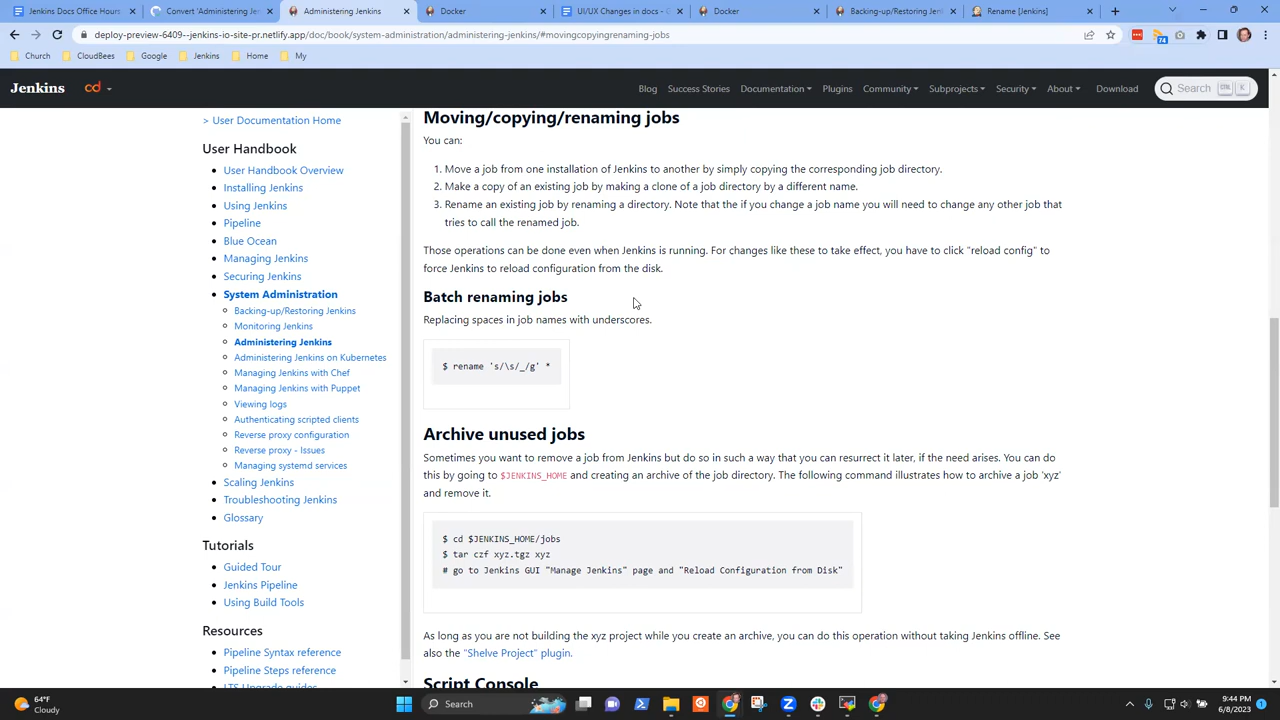 Jenkins Docs Office Hours
Convert 'Administering Je
Administering Jenkins
Docker
UI/UX Changes in docs - C
Docker
Backing-up/Restoring Jen
Rename [Jenkins]
deploy-preview-6409--jenkins-io-site-pr.netlify.app/doc/book/system-administration/administering-jenkins/#movingcopyingrenaming-jobs
74
Church
CloudBees
Google
Jenkins
Home
My
Jenkins
cd
Blog
Success Stories
Documentation
Plugins
Community
Subprojects
Security
About
Download
Search
CTRL
K
> User Documentation Home
User Handbook
User Handbook Overview
Installing Jenkins
Using Jenkins
Pipeline
Blue Ocean
Managing Jenkins
Securing Jenkins
System Administration
Backing-up/Restoring Jenkins
Monitoring Jenkins
Administering Jenkins
Administering Jenkins on Kubernetes
Managing Jenkins with Chef
Managing Jenkins with Puppet
Viewing logs
Authenticating scripted clients
Reverse proxy configuration
Reverse proxy - Issues
Managing systemd services
Scaling Jenkins
Troubleshooting Jenkins
Glossary
Tutorials
Guided Tour
Jenkins Pipeline
Using Build Tools
Resources
Pipeline Syntax reference
Pipeline Steps reference
LTS Upgrade guides
Moving/copying/renaming jobs
You can:
1. Move a job from one installation of Jenkins to another by simply copying the corresponding job directory.
2. Make a copy of an existing job by making a clone of a job directory by a different name.
3. Rename an existing job by renaming a directory. Note that the if you change a job name you will need to change any other job that
tries to call the renamed job.
Those operations can be done even when Jenkins is running. For changes like these to take effect, you have to click "reload config" to
force Jenkins to reload configuration from the disk.
Batch renaming jobs
Replacing spaces in job names with underscores.
$ rename 's/\s/_/g' *
Archive unused jobs
Sometimes you want to remove a job from Jenkins but do so in such a way that you can resurrect it later, if the need arises. You can do
this by going to $JENKINS_HOME and creating an archive of the job directory. The following command illustrates how to archive a job 'xyz'
and remove it.
$ cd $JENKINS_HOME/jobs
$ tar czf xyz.tgz xyz
# go to Jenkins GUI "Manage Jenkins" page and "Reload Configuration from Disk"
As long as you are not building the xyz project while you create an archive, you can do this operation without taking Jenkins offline. See
also the "Shelve Project" plugin.
Script Console
64°F
Cloudy
Search
9:44 PM
6/8/2023